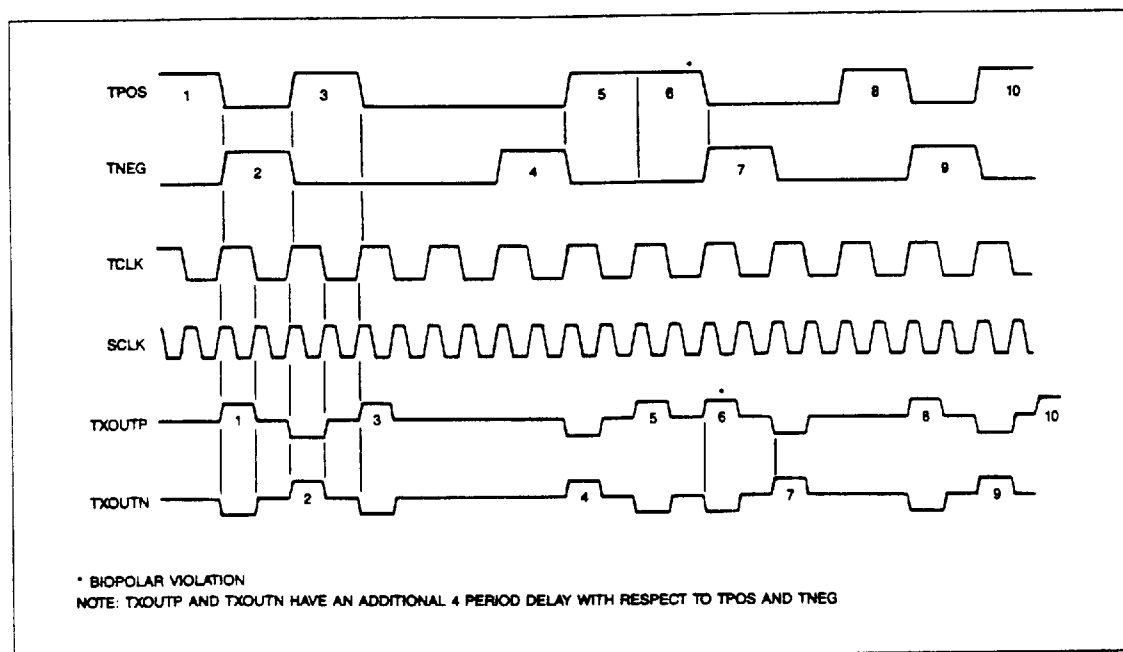 *
TPOS 1 3 5 6 8 10
TNEG 2 4 7 9
TCLK
SCLK
*
TXOUTP 1 3 5 6 8 10
TXOUTN 2 4 7 9
* BIOPOLAR VIOLATION
NOTE: TXOUTP AND TXOUTN HAVE AN ADDITIONAL 4 PERIOD DELAY WITH RESPECT TO TPOS AND TNEG